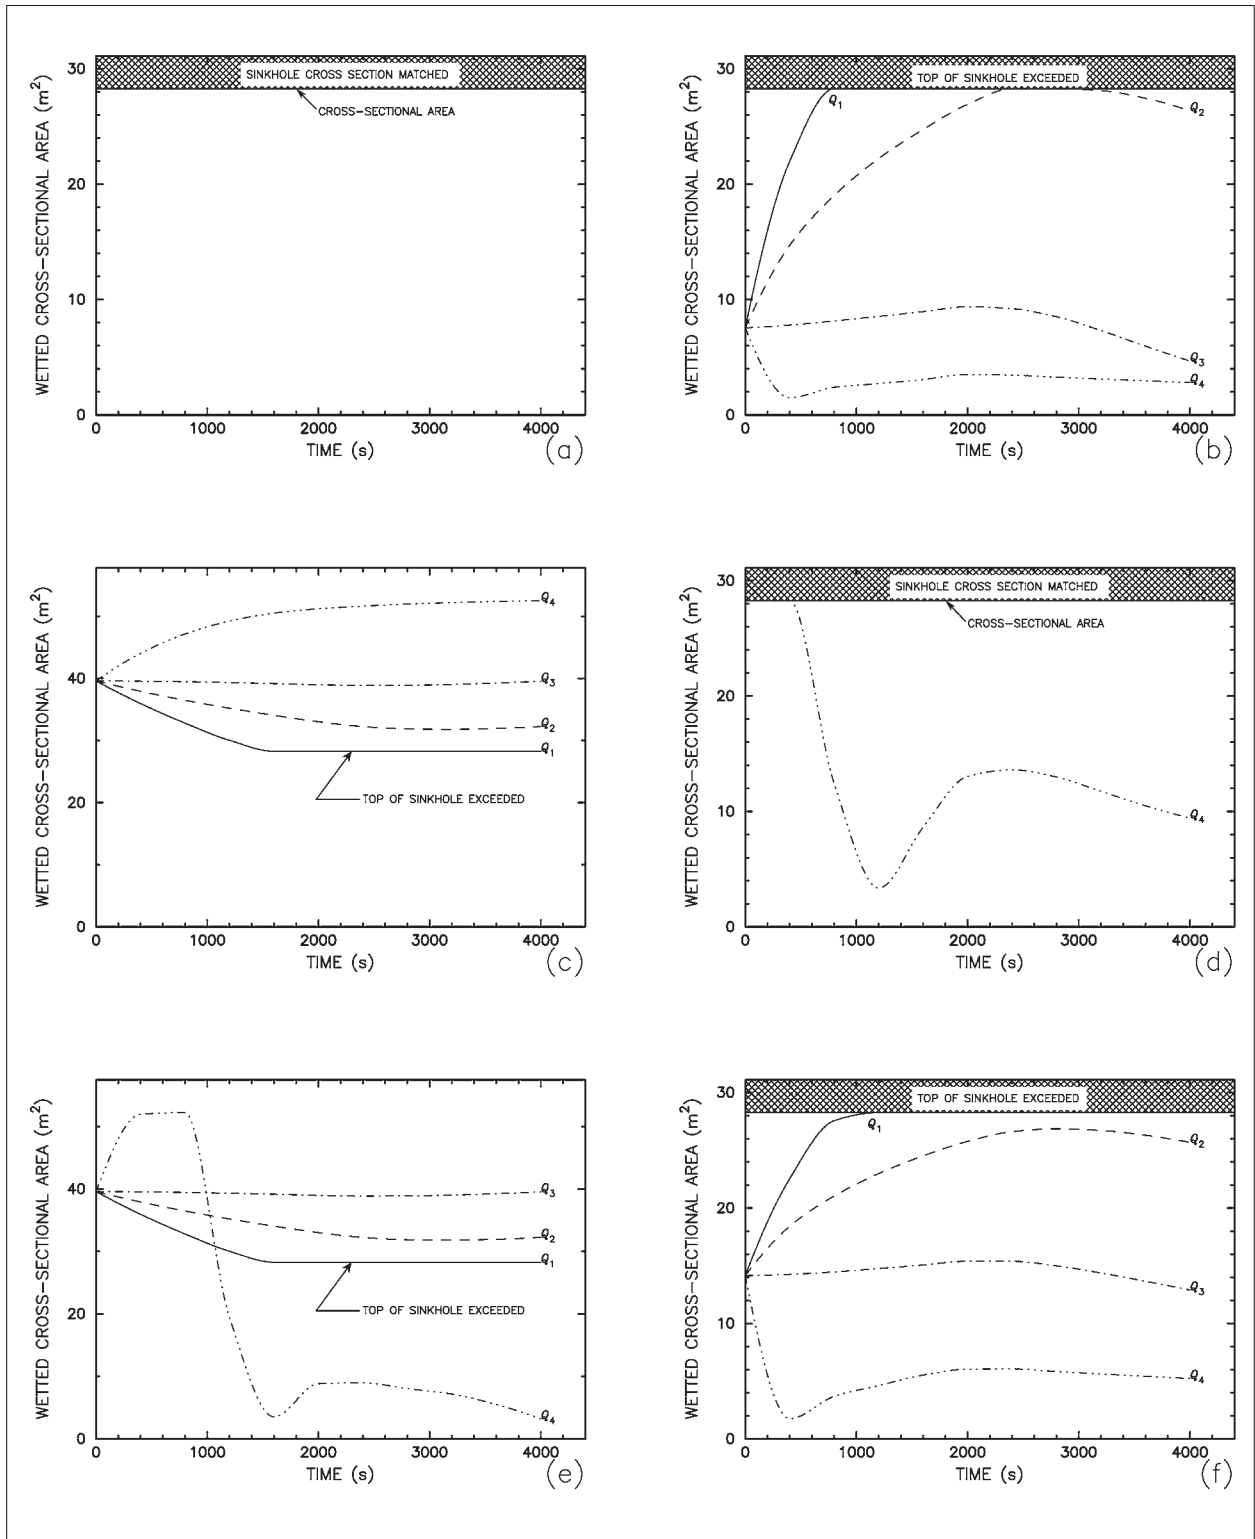 WETTED CROSS-SECTIONAL AREA (m²)
30
20
10
0
SINKHOLE CROSS SECTION MATCHED
CROSS-SECTIONAL AREA
0 1000 2000 3000 4000
TIME (s)
(a)
WETTED CROSS-SECTIONAL AREA (m²)
30
20
10
0
TOP OF SINKHOLE EXCEEDED
Q₁
Q₂
Q₃
Q₄
0 1000 2000 3000 4000
TIME (s)
(b)
WETTED CROSS-SECTIONAL AREA (m²)
40
20
0
Q₄
Q₃
Q₂
Q₁
TOP OF SINKHOLE EXCEEDED
0 1000 2000 3000 4000
TIME (s)
(c)
WETTED CROSS-SECTIONAL AREA (m²)
30
20
10
0
SINKHOLE CROSS SECTION MATCHED
CROSS-SECTIONAL AREA
Q₄
0 1000 2000 3000 4000
TIME (s)
(d)
WETTED CROSS-SECTIONAL AREA (m²)
40
20
0
Q₃
Q₂
Q₁
TOP OF SINKHOLE EXCEEDED
Q₄
0 1000 2000 3000 4000
TIME (s)
(e)
WETTED CROSS-SECTIONAL AREA (m²)
30
20
10
0
TOP OF SINKHOLE EXCEEDED
Q₁
Q₂
Q₃
Q₄
0 1000 2000 3000 4000
TIME (s)
(f)